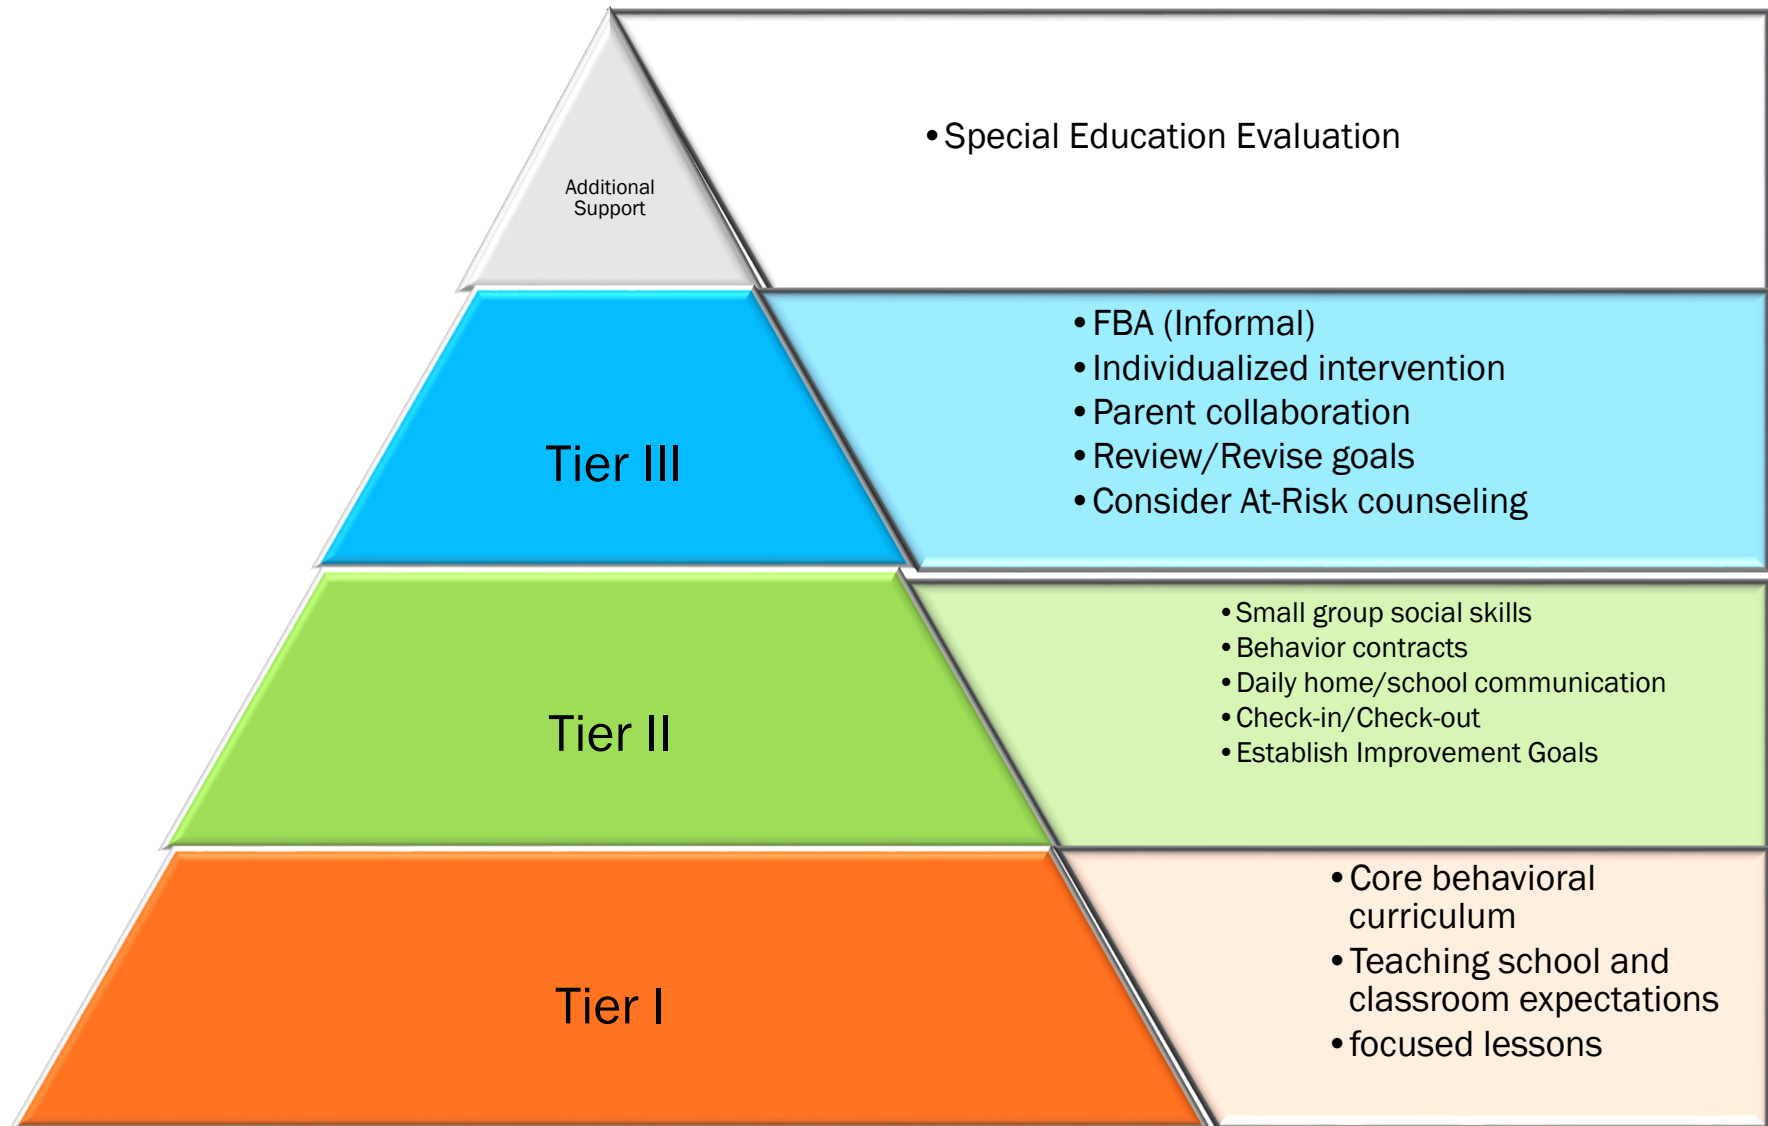 Additional
Support
• Special Education Evaluation
Tier III
• FBA (Informal)
• Individualized intervention
• Parent collaboration
• Review/Revise goals
• Consider At-Risk counseling
Tier II
• Small group social skills
• Behavior contracts
• Daily home/school communication
• Check-in/Check-out
• Establish Improvement Goals
Tier I
• Core behavioral
curriculum
• Teaching school and
classroom expectations
• focused lessons